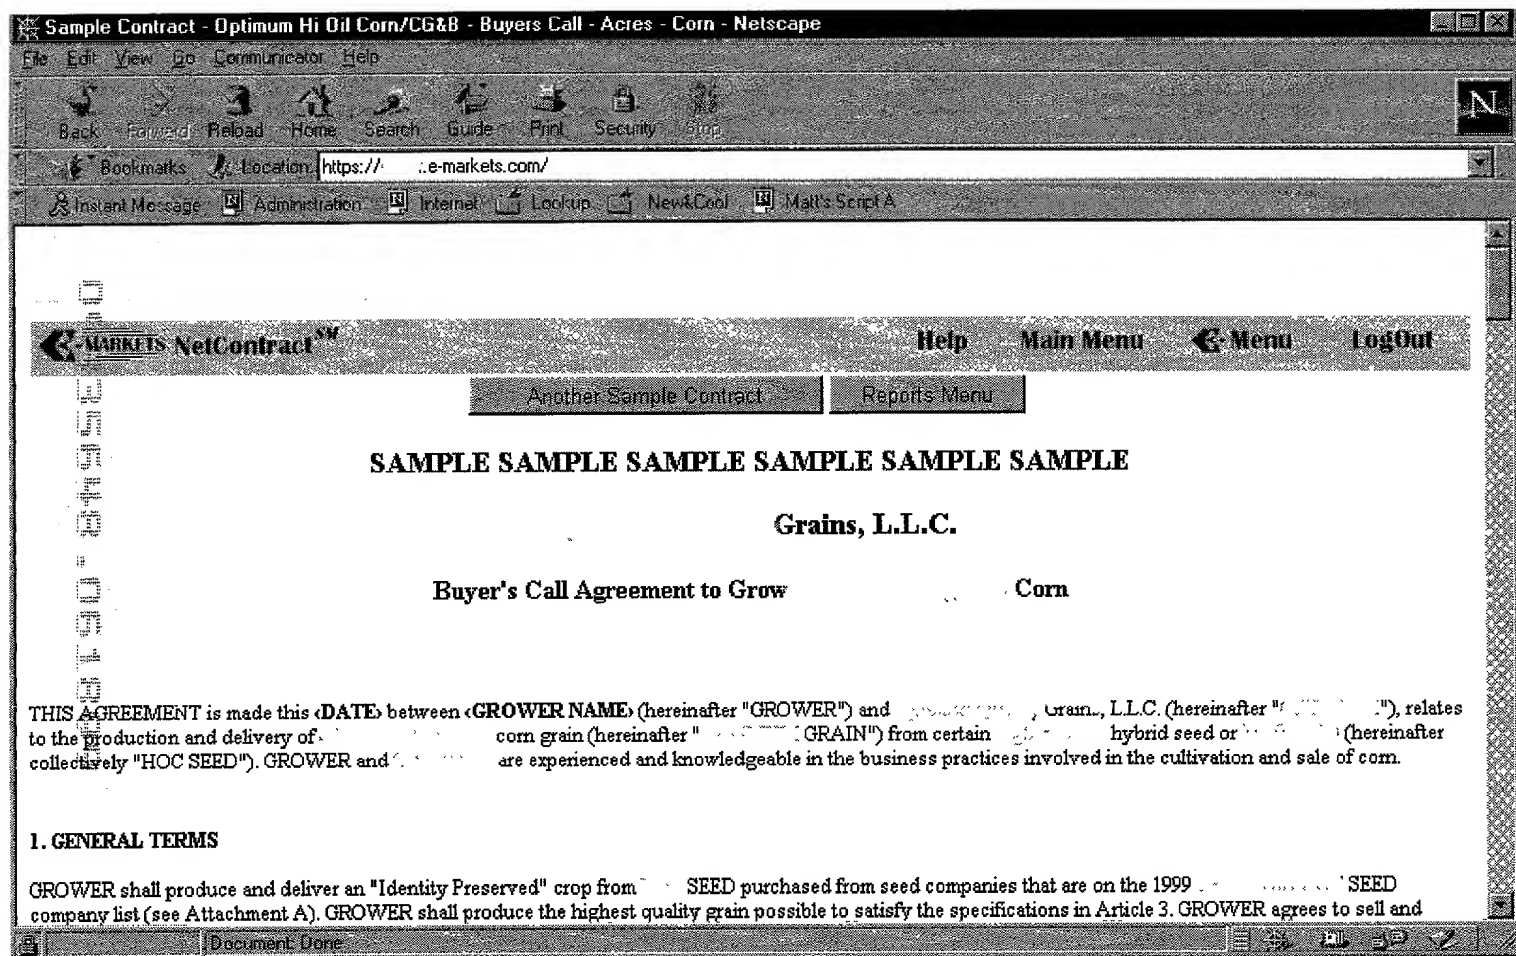 Sample Contract - Optimum Hi Oil Corn/CG&B - Buyers Call - Acres - Corn - Netscape
File Edit View Go Communicator Help
N
Back Forward Reload Home Search Guide Print Security Stop
Bookmarks Location: https:// .e-markets.com/
Instant Message Administration Internet Lookup New&Cool Matt's Script A
-MARKETS NetContract SM Help Main Menu -Menu LogOut
Another Sample Contract Reports Menu
SAMPLE SAMPLE SAMPLE SAMPLE SAMPLE SAMPLE
Grains, L.L.C.
Buyer's Call Agreement to Grow Corn
THIS AGREEMENT is made this <DATE> between <GROWER NAME> (hereinafter "GROWER") and , Grains, L.L.C. (hereinafter " "), relates
to the production and delivery of corn grain (hereinafter " GRAIN") from certain hybrid seed or (hereinafter
collectively "HOC SEED"). GROWER and are experienced and knowledgeable in the business practices involved in the cultivation and sale of corn.
1. GENERAL TERMS
GROWER shall produce and deliver an "Identity Preserved" crop from SEED purchased from seed companies that are on the 1999 SEED
company list (see Attachment A). GROWER shall produce the highest quality grain possible to satisfy the specifications in Article 3. GROWER agrees to sell and
Document: Done